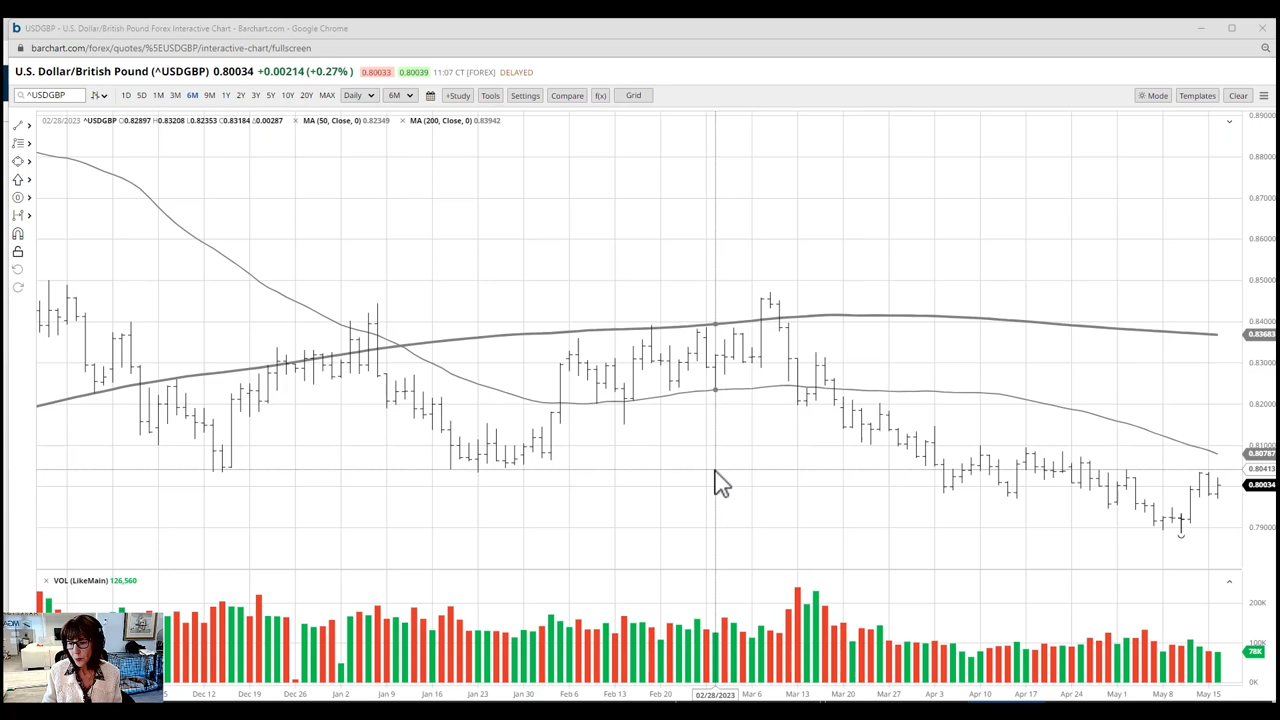 USDGBP - U.S. Dollar/British Pound Forex Interactive Chart - Barchart.com - Google Chrome
barchart.com/forex/quotes/%5EUSDGBP/interactive-chart/fullscreen
U.S. Dollar/British Pound (^USDGBP) 0.80034 +0.00214 (+0.27%) 0.80033 0.80039 11:07 CT [FOREX] DELAYED
^USDGBP 1D 5D 1M 3M 6M 9M 1Y 2Y 3Y 5Y 10Y 20Y MAX Daily 6M +Study Tools Settings Compare f(x) Grid Mode Templates Clear
02/28/2023 ^USDGBP O0.82897 H0.83208 L0.82353 C0.83184 Δ0.00287 × MA (50, Close, 0) 0.82349 × MA (200, Close, 0) 0.83942
0.89000
0.88000
0.87000
0.86000
0.85000
0.84000
0.83683
0.83000
0.82000
0.81000
0.80787
0.80413
0.80034
0.79000
× VOL (LikeMain) 126,560
200K
100K
78K
0K
Dec 12 Dec 19 Dec 26 Jan 2 Jan 9 Jan 16 Jan 23 Jan 30 Feb 6 Feb 13 Feb 20 02/28/2023 Mar 6 Mar 13 Mar 20 Mar 27 Apr 3 Apr 10 Apr 17 Apr 24 May 1 May 8 May 15